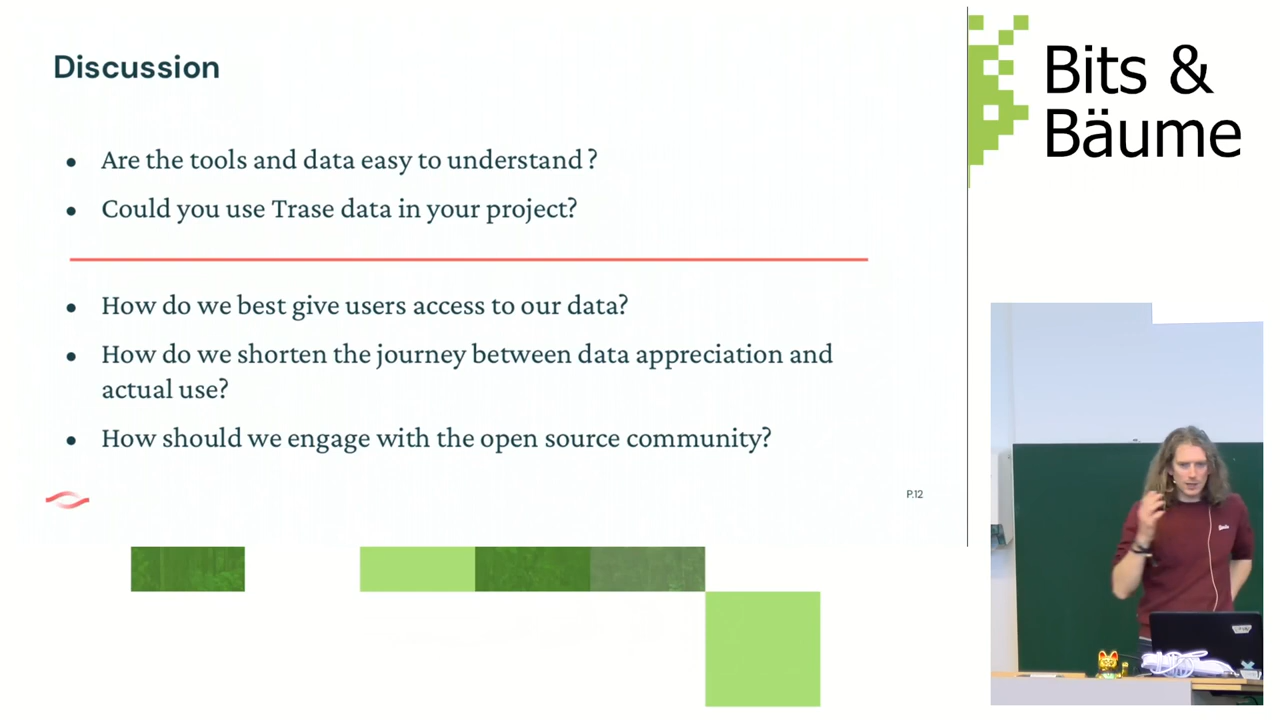 Discussion
Are the tools and data easy to understand?
Could you use Trase data in your project?
How do we best give users access to our data?
How do we shorten the journey between data appreciation and
actual use?
How should we engage with the open source community?
P.12
Bits &
Bäume